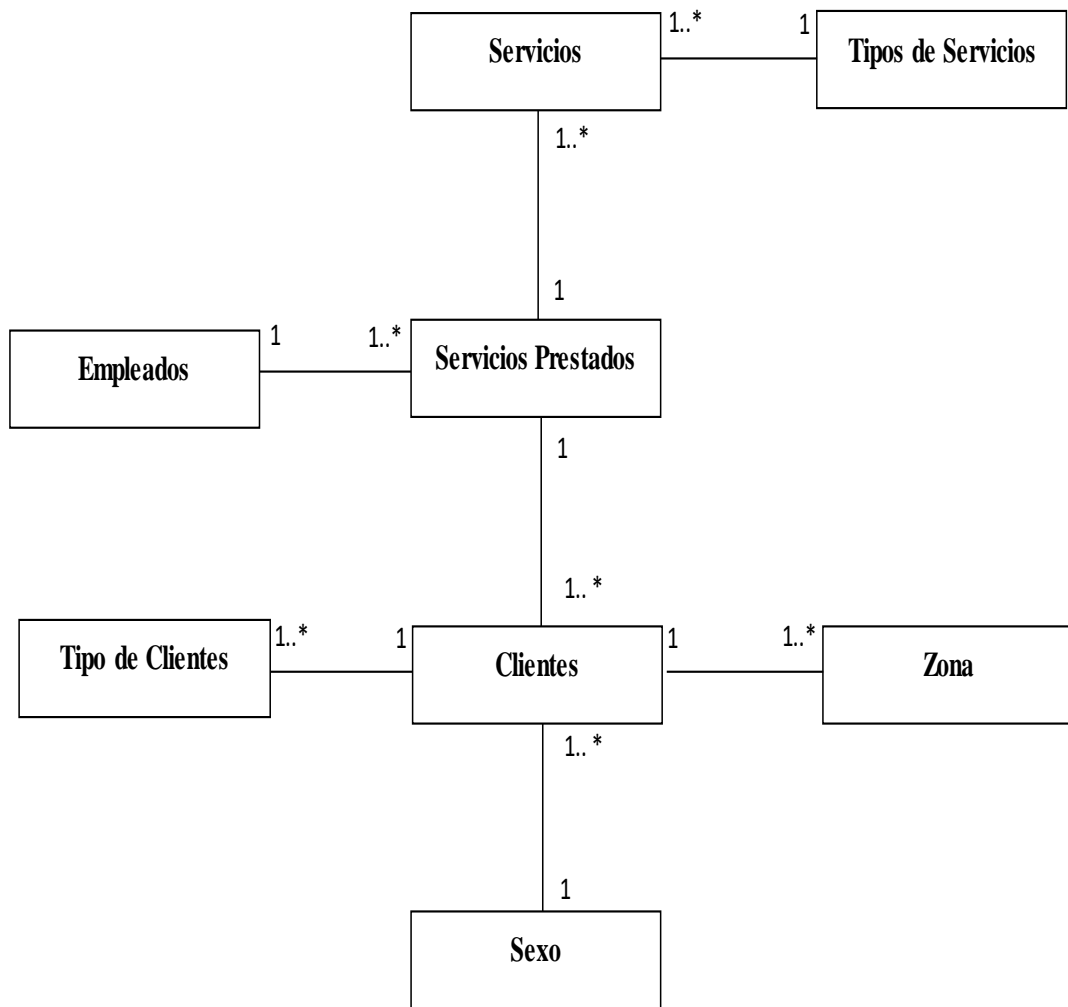 1..*
1
Servicios
Tipos de Servicios
1..*
1
1
1..*
Servicios Prestados
Empleados
1
1.. *
1..*
1
1
1..*
Tipo de Clientes
Clientes
Zona
1.. *
1
Sexo